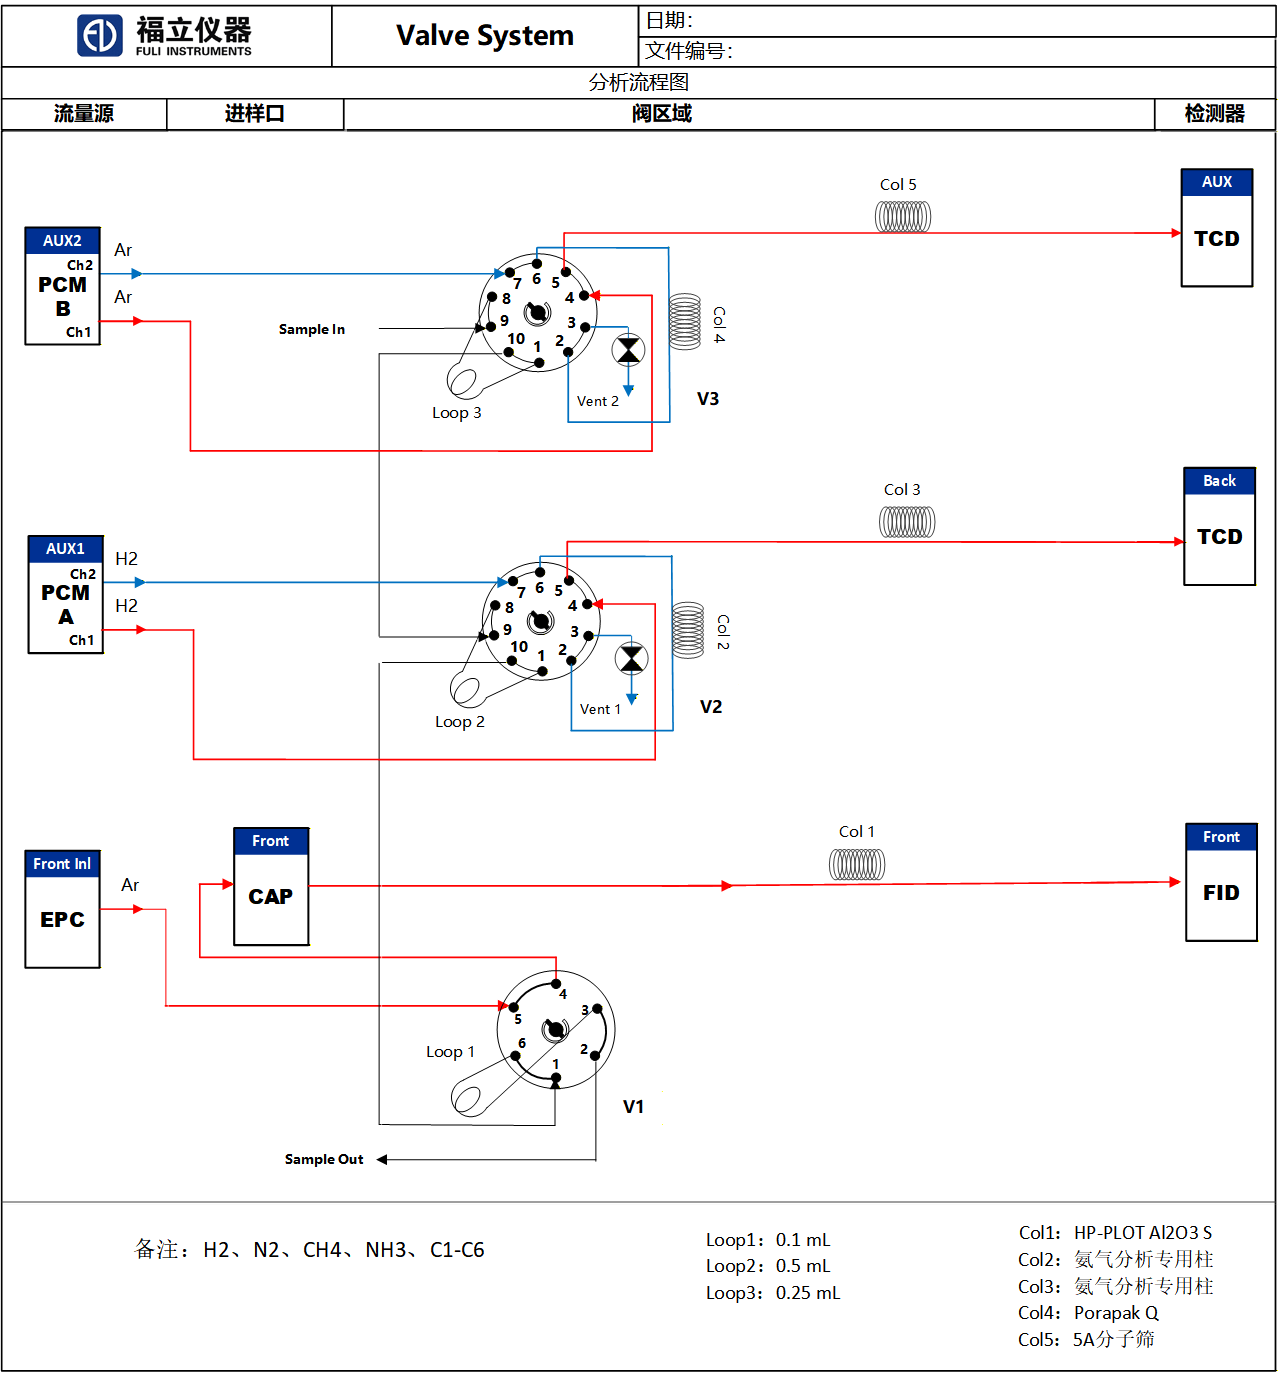 福立仪器
FULI INSTRUMENTS
Valve System
日期：
文件编号：
分析流程图
流量源 进样口 阀区域 检测器
Col 5
AUX
TCD
AUX2
Ch2
PCM
B
Ch1
Ar
Ar
Sample In
7 6 5
8 4
9 3
10 1 2
Loop 3
Vent 2
Col 4
V3
Col 3
Back
TCD
AUX1
Ch2
PCM
A
Ch1
H2
H2
7 6 5
8 4
9 3
10 1 2
Loop 2
Vent 1
Col 2
V2
Col 1
Front
FID
Front
CAP
Front Inl
EPC
Ar
4
5 3
6 2
1
Loop 1
V1
Sample Out
备注：H2、N2、CH4、NH3、C1-C6
Loop1：0.1 mL
Loop2：0.5 mL
Loop3：0.25 mL
Col1：HP-PLOT Al2O3 S
Col2：氨气分析专用柱
Col3：氨气分析专用柱
Col4：Porapak Q
Col5：5A分子筛